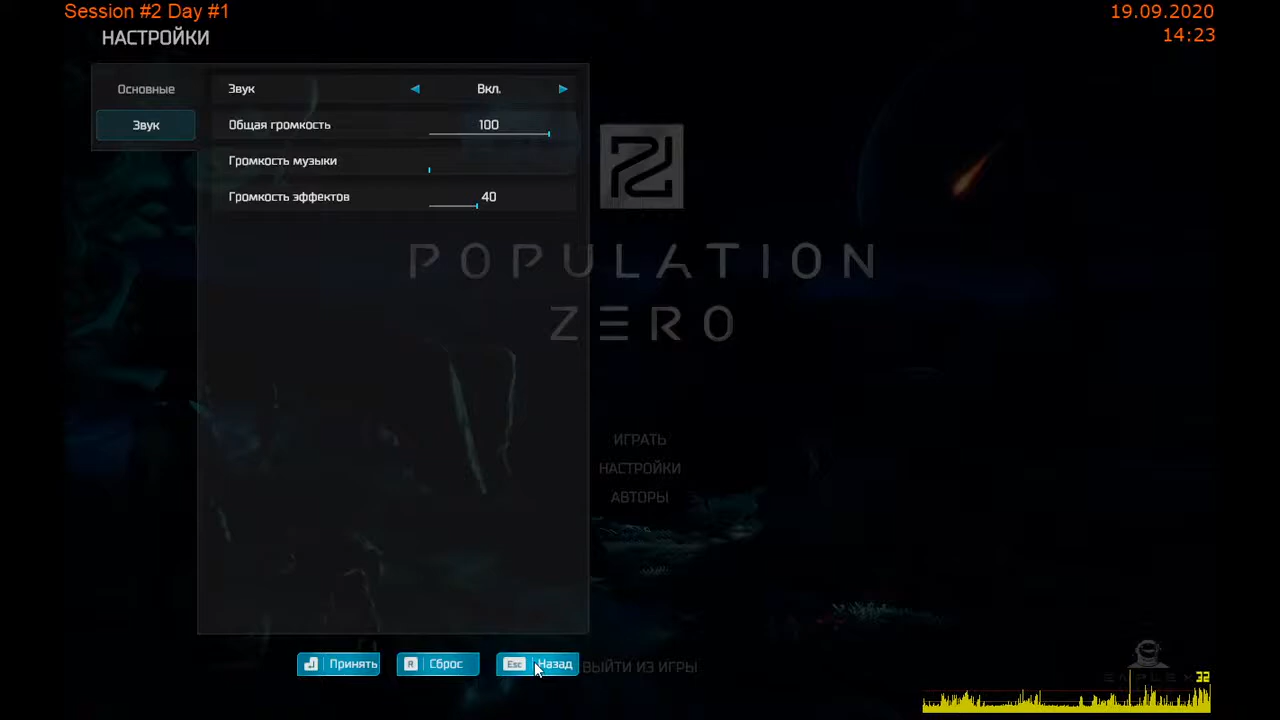 Session #2 Day #1
19.09.2020
14:23
НАСТРОЙКИ
Основные
Звук
Звук
Вкл.
Общая громкость
100
Громкость музыки
Громкость эффектов
40
POPULATION
ZERO
ИГРАТЬ
НАСТРОЙКИ
АВТОРЫ
Принять
R Сброс
Esc Назад
ВЫЙТИ ИЗ ИГРЫ
32